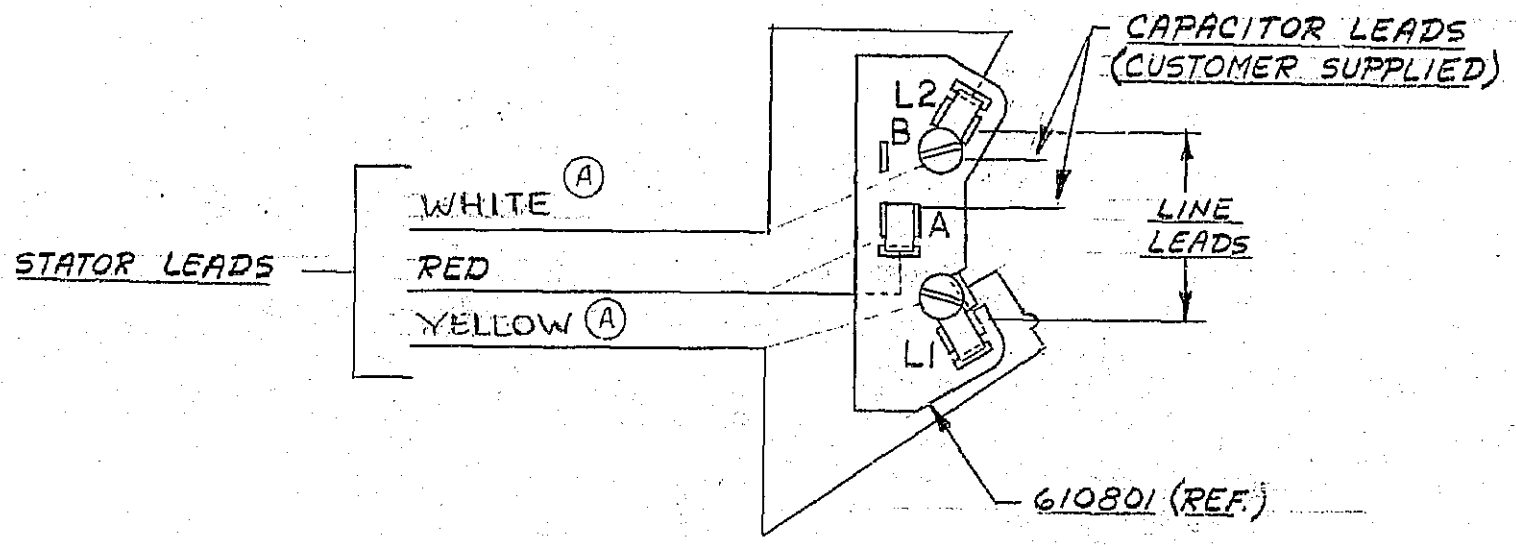 CAPACITOR LEADS
(CUSTOMER SUPPLIED)
L2
B
WHITE A
A
LINE
LEADS
STATOR LEADS
RED
YELLOW A
L1
610801 (REF.)